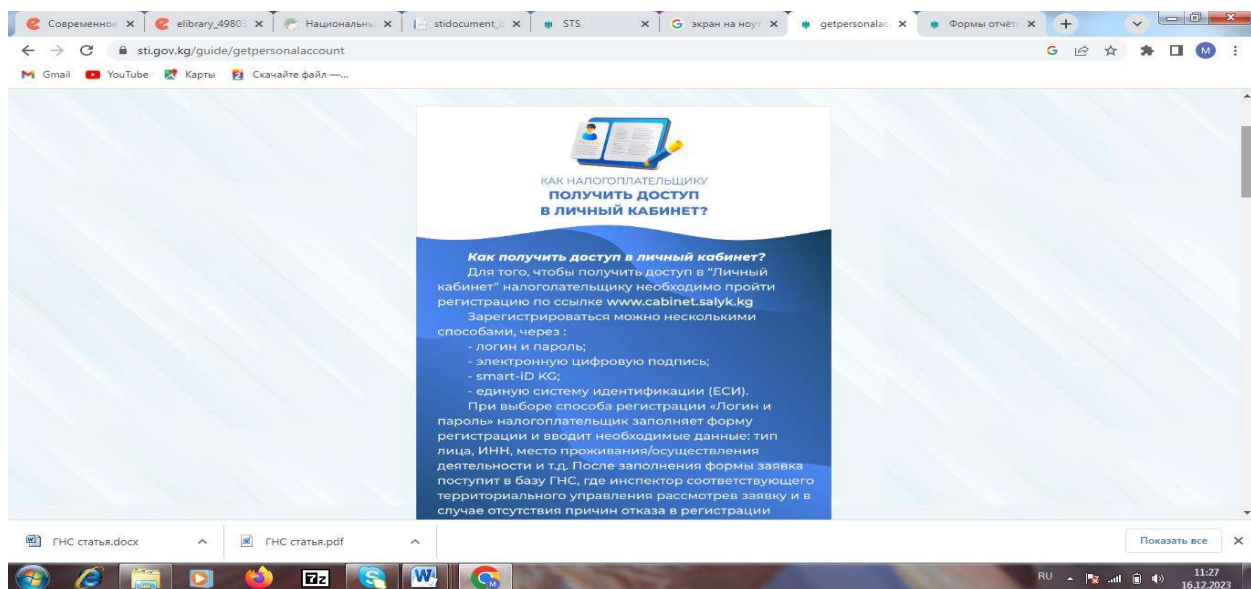 Современное
elibrary_4980
Национальны
stidocument_
STS
экран на ноут
getpersonalac
Формы отчёт
sti.gov.kg/guide/getpersonalaccount
Gmail
YouTube
Карты
Скачайте файл —...
КАК НАЛОГОПЛАТЕЛЬЩИКУ
ПОЛУЧИТЬ ДОСТУП
В ЛИЧНЫЙ КАБИНЕТ?
Как получить доступ в личный кабинет?
Для того, чтобы получить доступ в "Личный
кабинет" налоголательщику необходимо пройти
регистрацию по ссылке www.cabinet.salyk.kg
Зарегистрироваться можно несколькими
способами, через :
- логин и пароль;
- электронную цифровую подпись;
- smart-iD KG;
- единую систему идентификации (ЕСИ).
При выборе способа регистрации «Логин и
пароль» налогоплательщик заполняет форму
регистрации и вводит необходимые данные: тип
лица, ИНН, место проживания/осуществления
деятельности и т.д. После заполнения формы заявка
поступит в базу ГНС, где инспектор соответствующего
территориального управления рассмотрев заявку и в
случае отсутствия причин отказа в регистрации
ГНС статья.docx
ГНС статья.pdf
Показать все
RU
11:27
16.12.2023